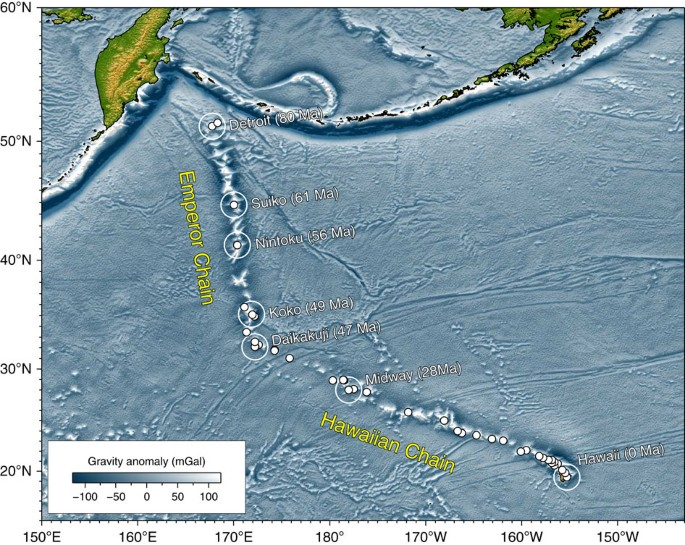 60°N
50°N
40°N
30°N
20°N
Detroit (80 Ma)
Suiko (61 Ma)
Nintoku (56 Ma)
Emperor Chain
Koko (49 Ma)
Daikakuji (47 Ma)
Midway (28Ma)
Hawaiian Chain
Hawaii (0 Ma)
Gravity anomaly (mGal)
−100 −50 0 50 100
150°E 160°E 170°E 180° 170°W 160°W 150°W